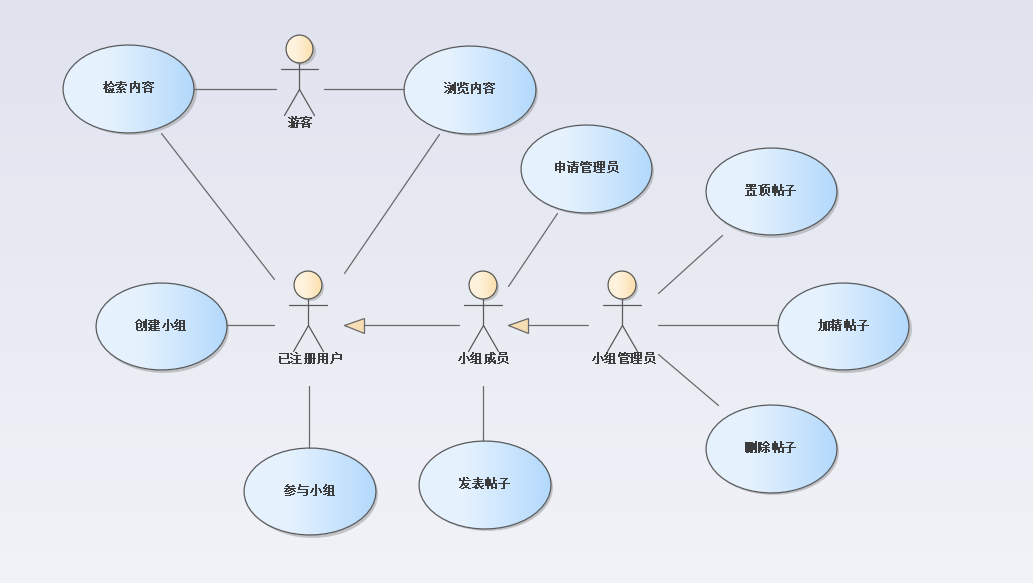 检索内容
游客
浏览内容
申请管理员
置顶帖子
创建小组
已注册用户
小组成员
小组管理员
加精帖子
删除帖子
参与小组
发表帖子